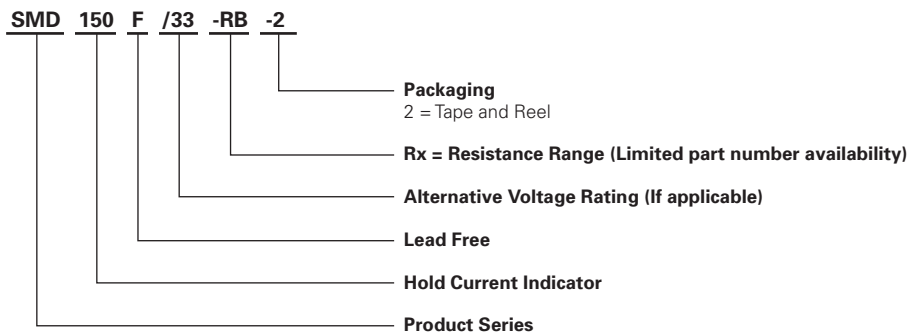 SMD 150 F /33 -RB -2
Packaging
2 = Tape and Reel
Rx = Resistance Range (Limited part number availability)
Alternative Voltage Rating (If applicable)
Lead Free
Hold Current Indicator
Product Series